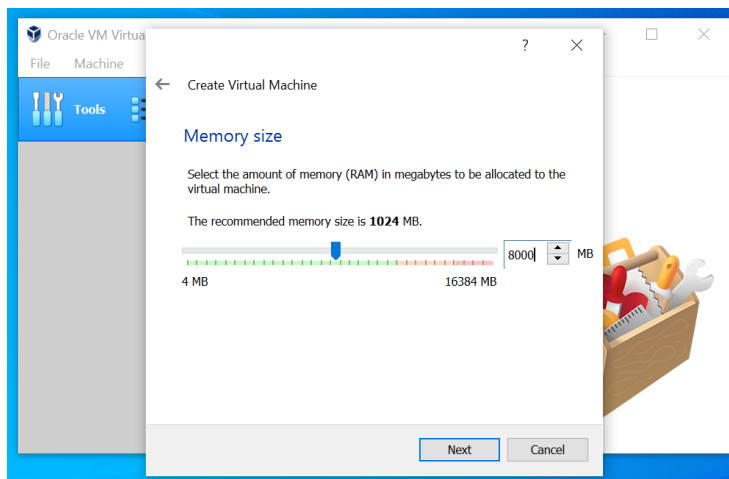 Oracle VM Virtua
File Machine
Tools
?
Create Virtual Machine
Memory size
Select the amount of memory (RAM) in megabytes to be allocated to the
virtual machine.
The recommended memory size is 1024 MB.
8000 MB
4 MB 16384 MB
Next Cancel